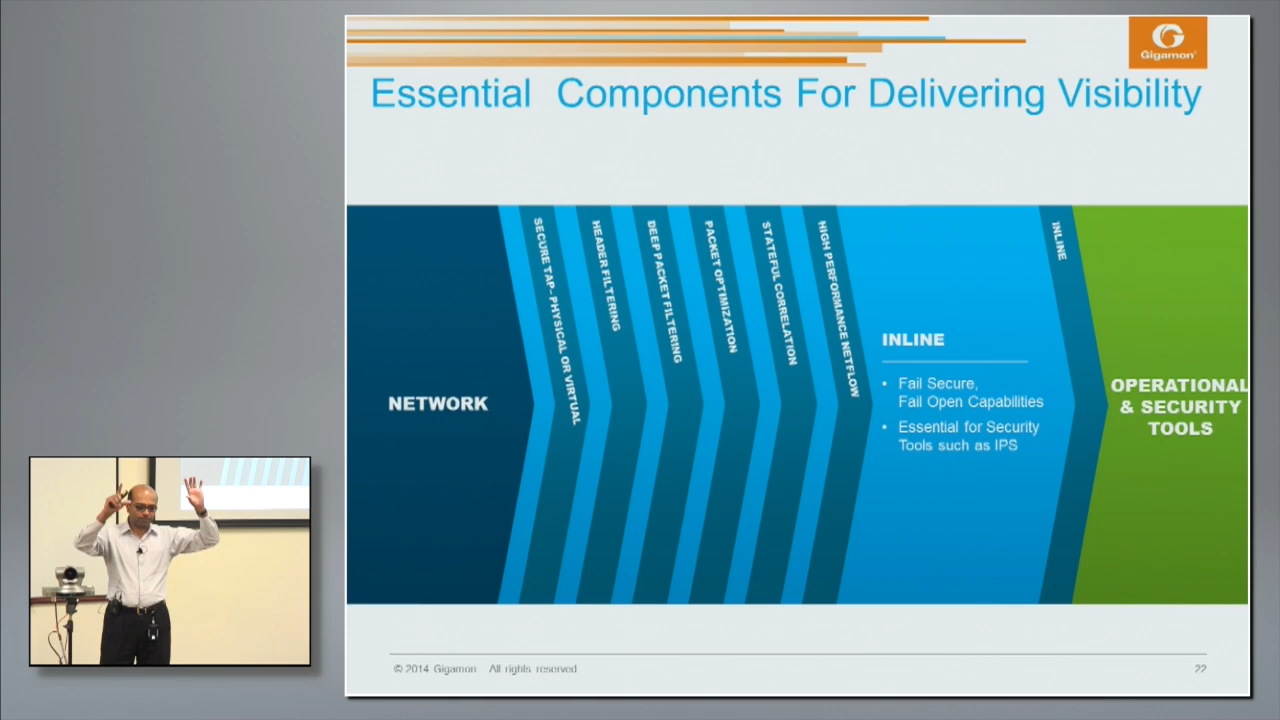 Gigamon®
Essential Components For Delivering Visibility
NETWORK
SECURE TAP - PHYSICAL OR VIRTUAL
HEADER FILTERING
DEEP PACKET FILTERING
PACKET OPTIMIZATION
STATEFUL CORRELATION
HIGH PERFORMANCE NETFLOW
INLINE
• Fail Secure,
Fail Open Capabilities
• Essential for Security
Tools such as IPS
INLINE
OPERATIONAL
& SECURITY
TOOLS
© 2014 Gigamon All rights reserved
22